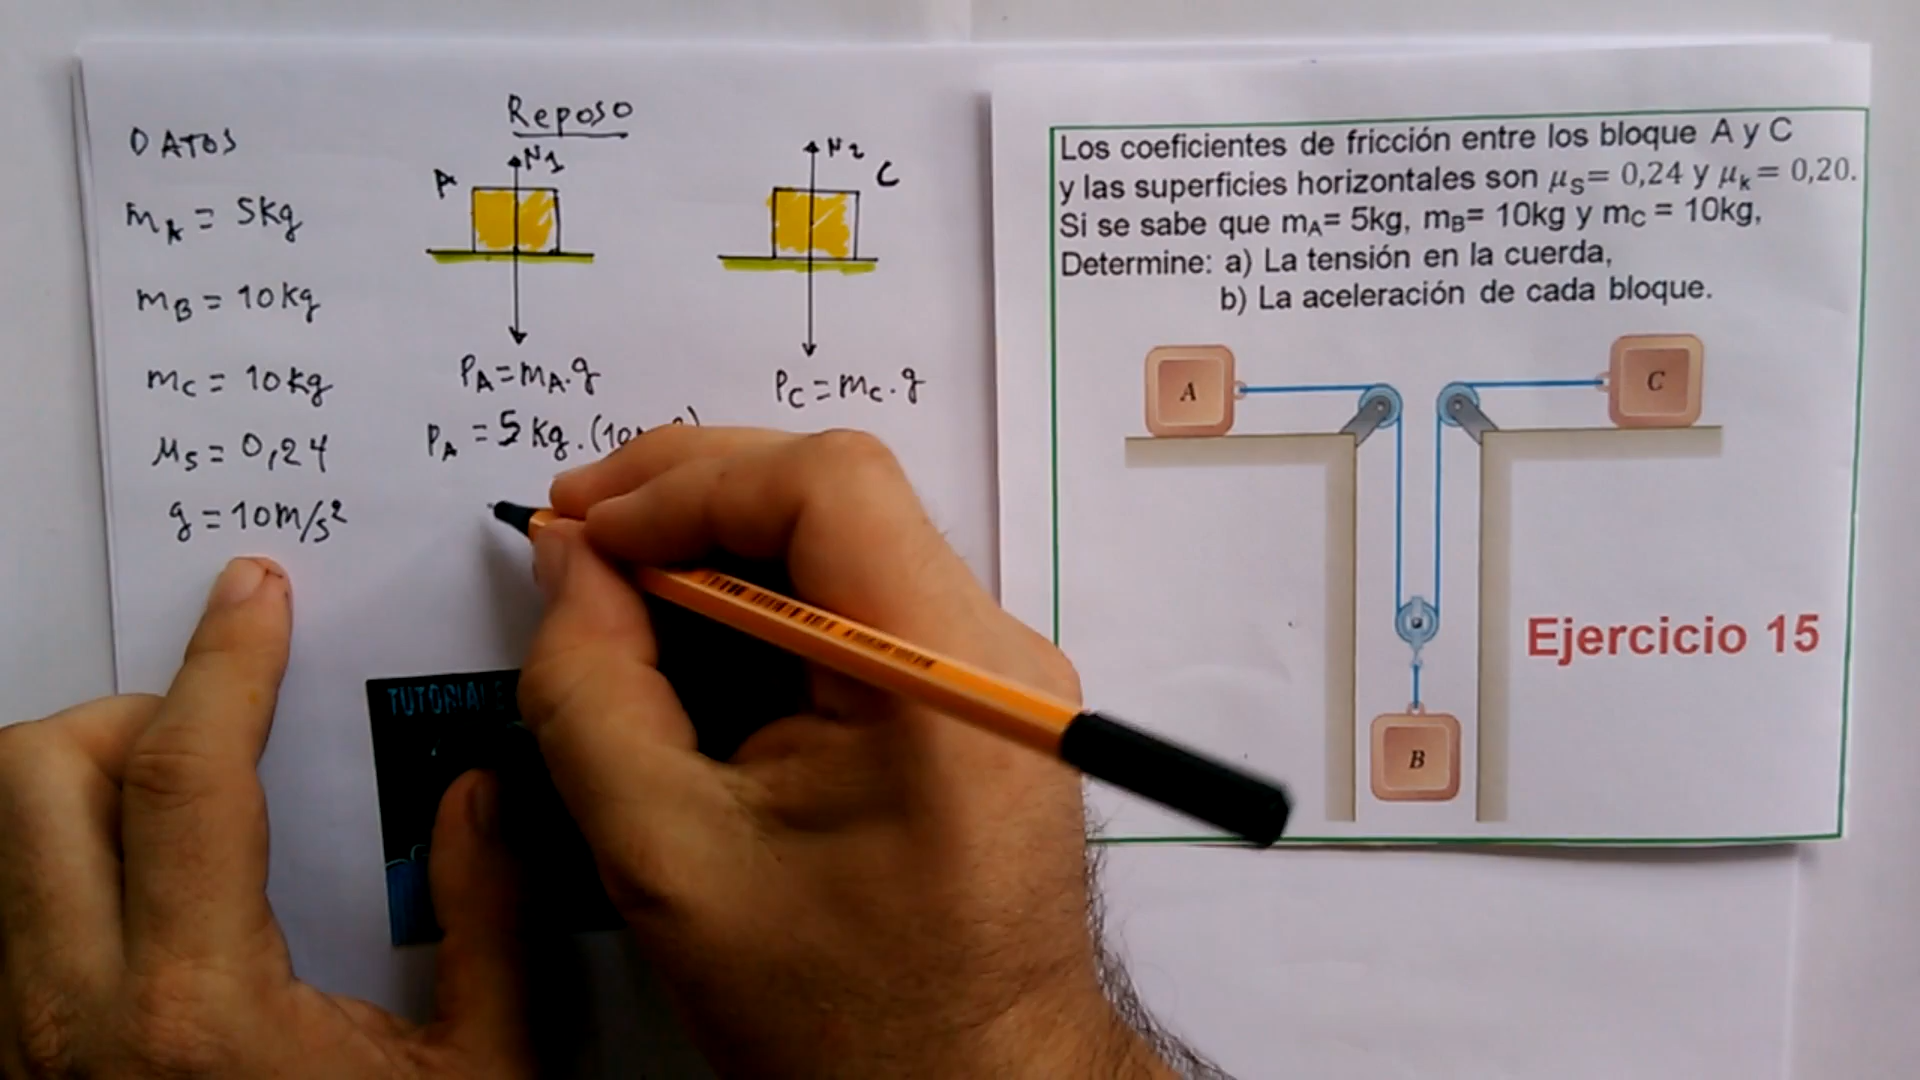 DATOS
mA = 5kg
mB = 10kg
mC = 10kg
μS = 0,24
g = 10m/s²
Reposo
A
N1
N2
C
PA = mA.g
PA = 5 kg.(10
PC = mC.g
Los coeficientes de fricción entre los bloque A y C
y las superficies horizontales son μS= 0,24 y μk= 0,20.
Si se sabe que mA= 5kg, mB= 10kg y mC = 10kg,
Determine: a) La tensión en la cuerda,
b) La aceleración de cada bloque.
A
C
B
Ejercicio 15